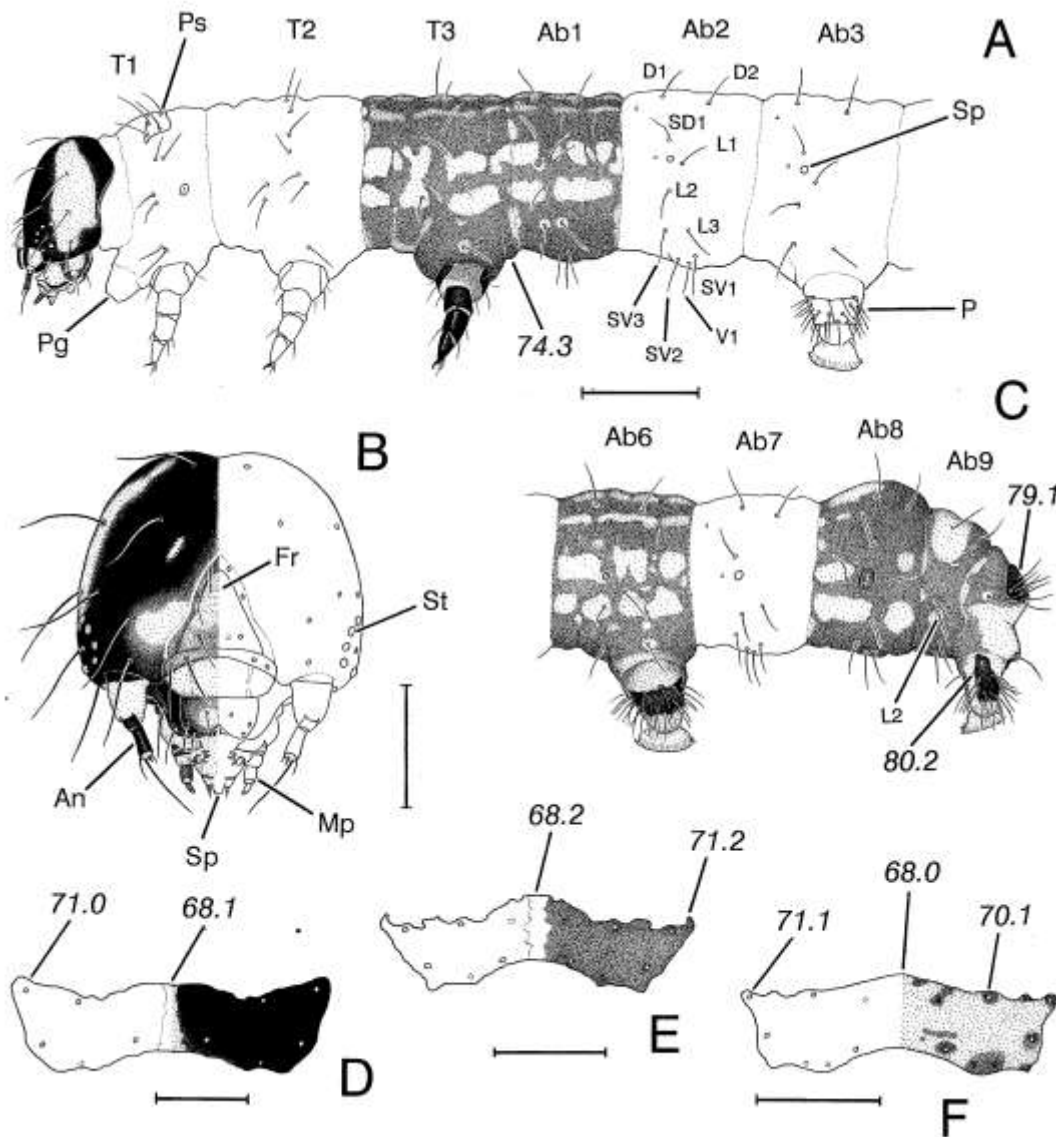 A
T1
Ps
T2
T3
Ab1
Ab2
Ab3
D1
D2
SD1
L1
L2
L3
Sp
Pg
74.3
SV3
SV2
SV1
V1
P
B
C
Fr
St
An
Sp
Mp
Ab6
Ab7
Ab8
Ab9
79.1
L2
80.2
71.0
68.1
D
68.2
71.2
E
71.1
68.0
70.1
F